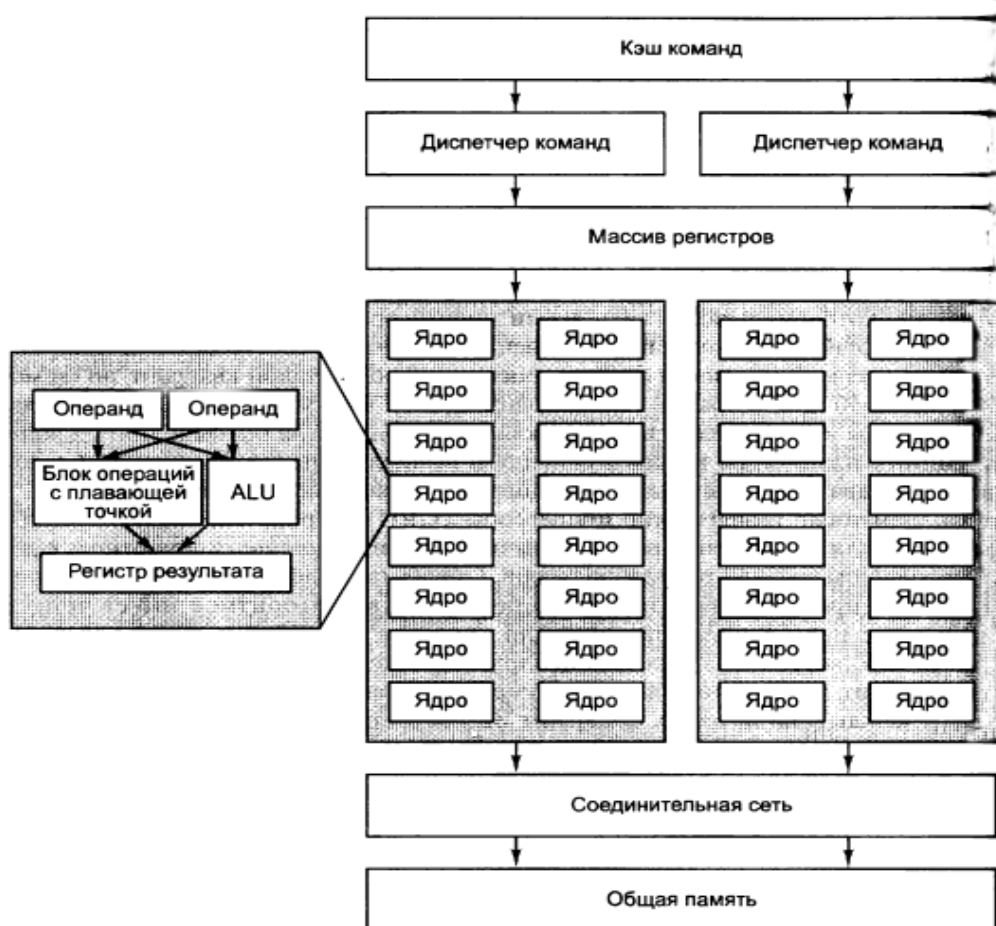 Кэш команд
Диспетчер команд Диспетчер команд
Массив регистров
Ядро Ядро Ядро Ядро
Ядро Ядро Ядро Ядро
Операнд Операнд
Ядро Ядро Ядро Ядро
Блок операций
с плавающей
точкой
ALU
Ядро Ядро Ядро Ядро
Ядро Ядро Ядро Ядро
Регистр результата
Ядро Ядро Ядро Ядро
Ядро Ядро Ядро Ядро
Ядро Ядро Ядро Ядро
Соединительная сеть
Общая память